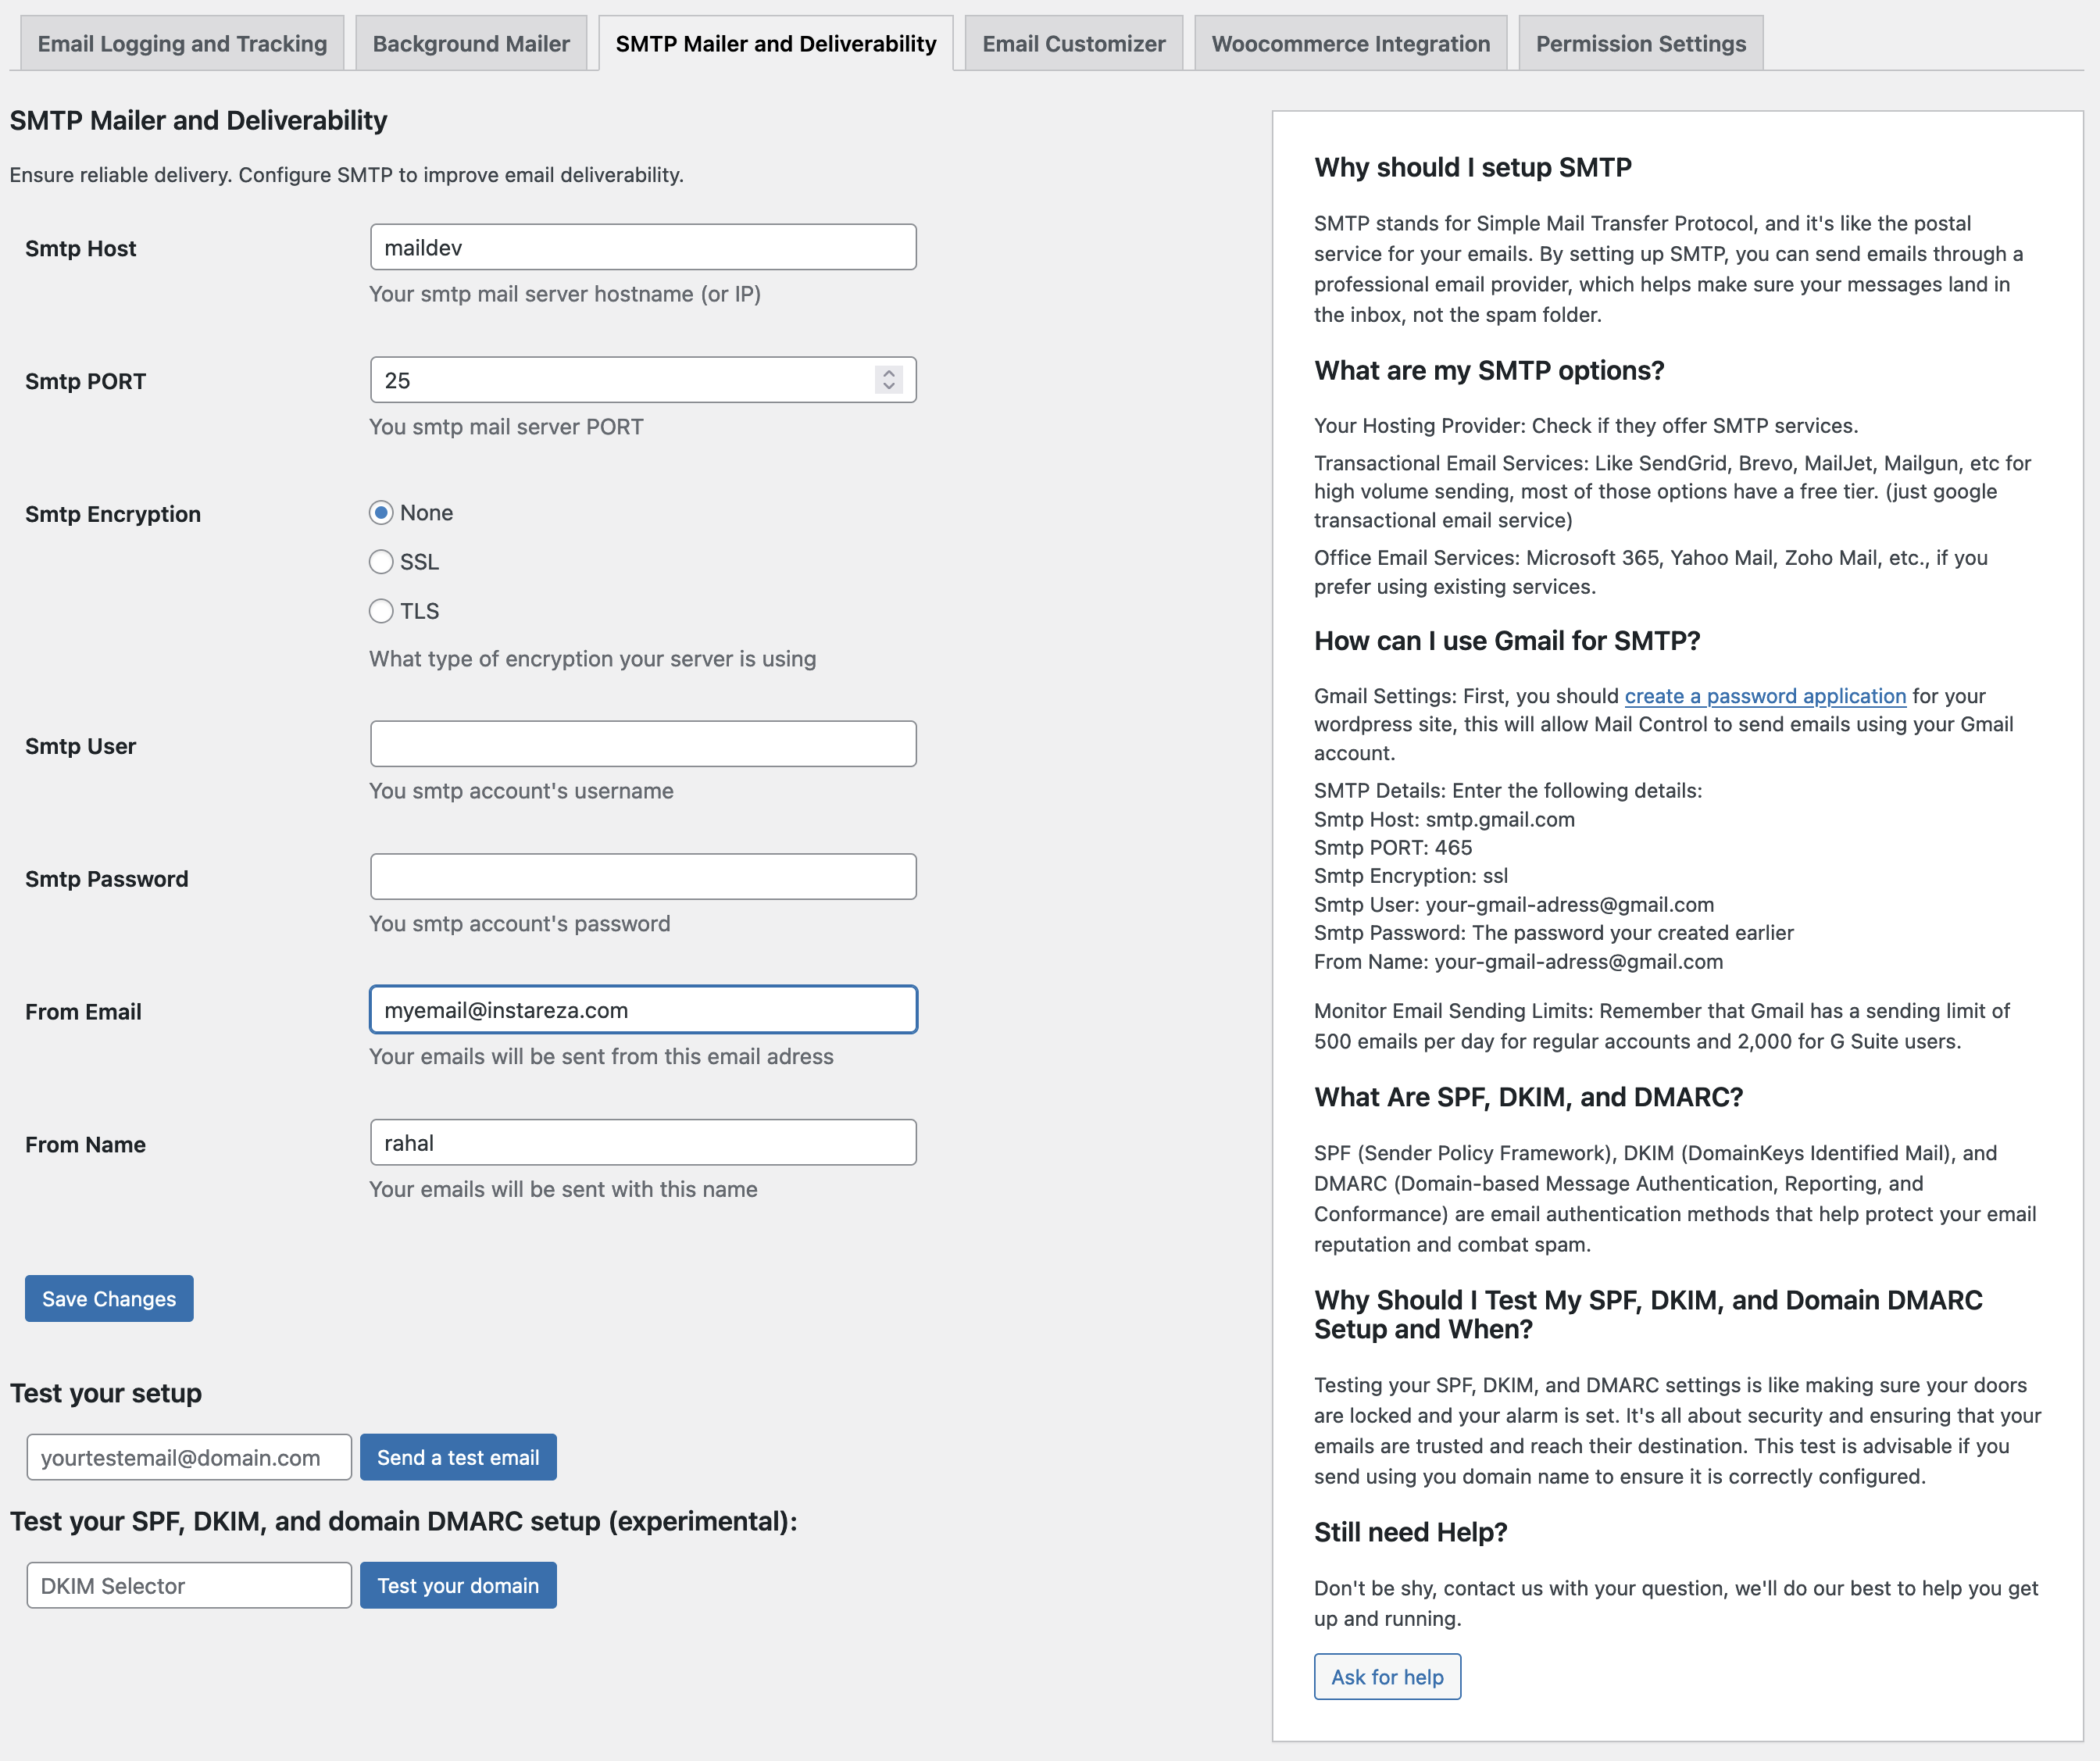 Email Logging and Tracking
Background Mailer
SMTP Mailer and Deliverability
Email Customizer
Woocommerce Integration
Permission Settings
SMTP Mailer and Deliverability
Ensure reliable delivery. Configure SMTP to improve email deliverability.
Smtp Host
maildev
Your smtp mail server hostname (or IP)
Smtp PORT
25
You smtp mail server PORT
Smtp Encryption
None
SSL
TLS
What type of encryption your server is using
Smtp User
You smtp account's username
Smtp Password
You smtp account's password
From Email
myemail@instareza.com
Your emails will be sent from this email adress
From Name
rahal
Your emails will be sent with this name
Save Changes
Test your setup
yourtestemail@domain.com
Send a test email
Test your SPF, DKIM, and domain DMARC setup (experimental):
DKIM Selector
Test your domain
Why should I setup SMTP
SMTP stands for Simple Mail Transfer Protocol, and it's like the postal
service for your emails. By setting up SMTP, you can send emails through a
professional email provider, which helps make sure your messages land in
the inbox, not the spam folder.
What are my SMTP options?
Your Hosting Provider: Check if they offer SMTP services.
Transactional Email Services: Like SendGrid, Brevo, MailJet, Mailgun, etc for
high volume sending, most of those options have a free tier. (just google
transactional email service)
Office Email Services: Microsoft 365, Yahoo Mail, Zoho Mail, etc., if you
prefer using existing services.
How can I use Gmail for SMTP?
Gmail Settings: First, you should create a password application for your
wordpress site, this will allow Mail Control to send emails using your Gmail
account.
SMTP Details: Enter the following details:
Smtp Host: smtp.gmail.com
Smtp PORT: 465
Smtp Encryption: ssl
Smtp User: your-gmail-adress@gmail.com
Smtp Password: The password your created earlier
From Name: your-gmail-adress@gmail.com
Monitor Email Sending Limits: Remember that Gmail has a sending limit of
500 emails per day for regular accounts and 2,000 for G Suite users.
What Are SPF, DKIM, and DMARC?
SPF (Sender Policy Framework), DKIM (DomainKeys Identified Mail), and
DMARC (Domain-based Message Authentication, Reporting, and
Conformance) are email authentication methods that help protect your email
reputation and combat spam.
Why Should I Test My SPF, DKIM, and Domain DMARC
Setup and When?
Testing your SPF, DKIM, and DMARC settings is like making sure your doors
are locked and your alarm is set. It's all about security and ensuring that your
emails are trusted and reach their destination. This test is advisable if you
send using you domain name to ensure it is correctly configured.
Still need Help?
Don't be shy, contact us with your question, we'll do our best to help you get
up and running.
Ask for help